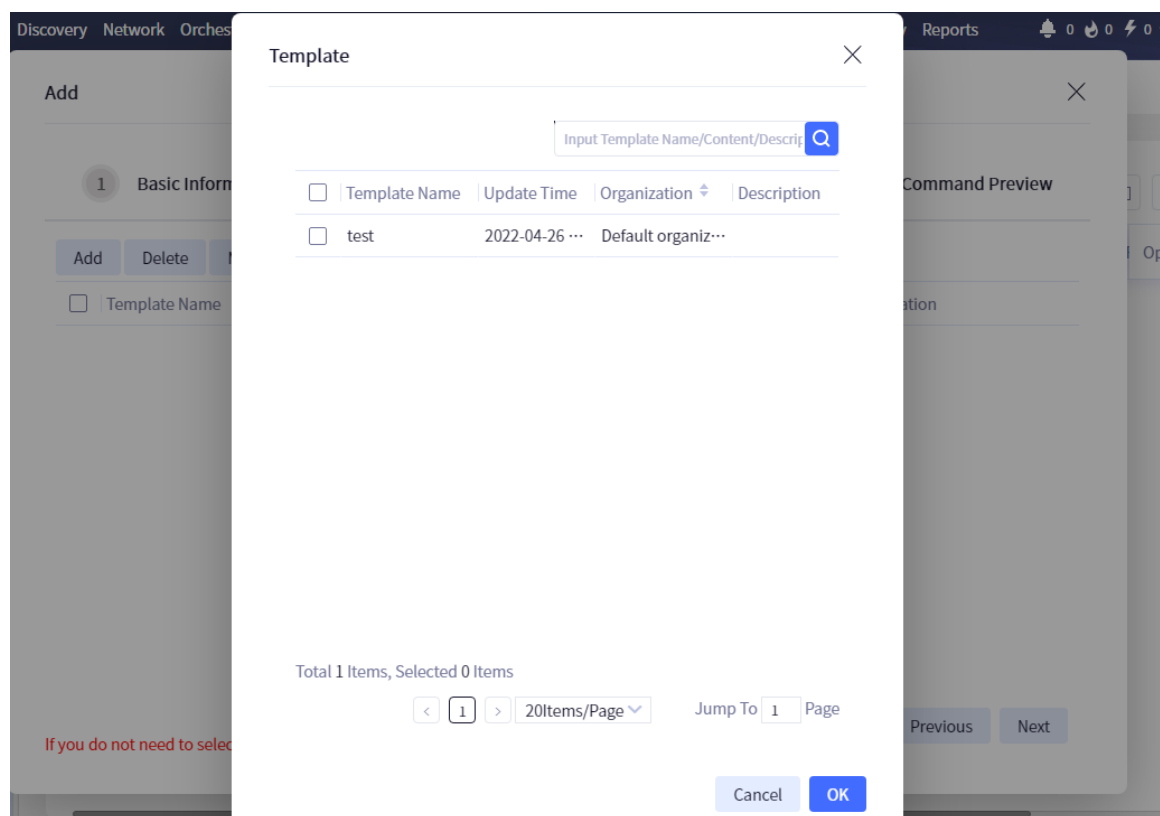 Discovery Network Orches
Reports 0 0 0
Template
Add
Input Template Name/Content/Descrip
1 Basic Inform
Command Preview
Template Name Update Time Organization Description
test 2022-04-26 ··· Default organiz···
Add Delete
Op
Template Name
ation
Total 1 Items, Selected 0 Items
< 1 > 20Items/Page Jump To 1 Page
Previous Next
If you do not need to selec
Cancel OK